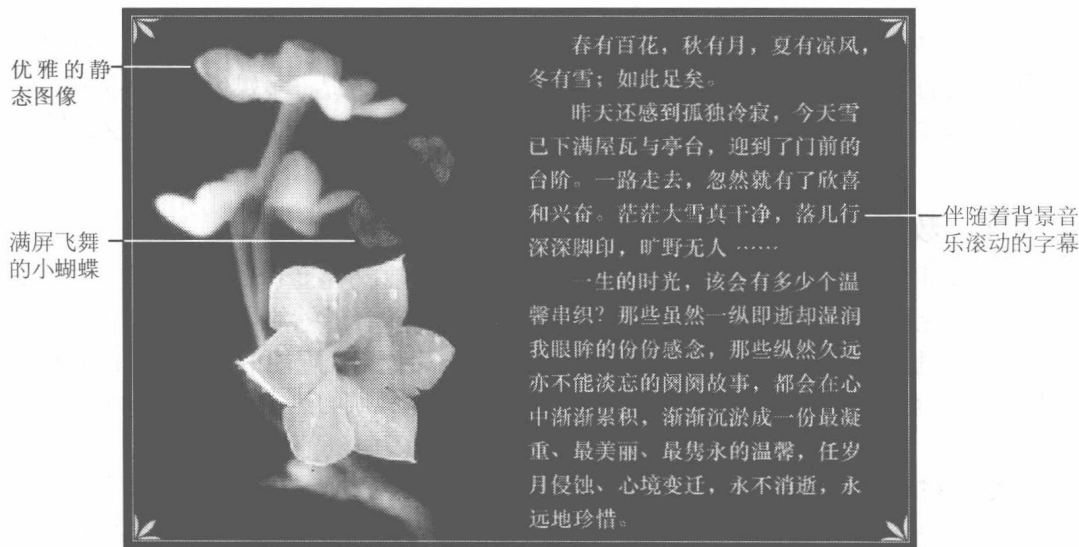 优雅的静
态图像
满屏飞舞
的小蝴蝶
春有百花，秋有月，夏有凉风，
冬有雪；如此足矣。
昨天还感到孤独冷寂，今天雪
已下满屋瓦与亭台，迎到了门前的
台阶。一路走去，忽然就有了欣喜
和兴奋。茫茫大雪真干净，落几行
深深脚印，旷野无人……
一生的时光，该会有多少个温
馨串织？那些虽然一纵即逝却湿润
我眼眸的份份感念，那些纵然久远
亦不能淡忘的阕阕故事，都会在心
中渐渐累积，渐渐沉淤成一份最凝
重、最美丽、最隽永的温馨，任岁
月侵蚀、心境变迁，永不消逝，永
远地珍惜。
伴随着背景音
乐滚动的字幕